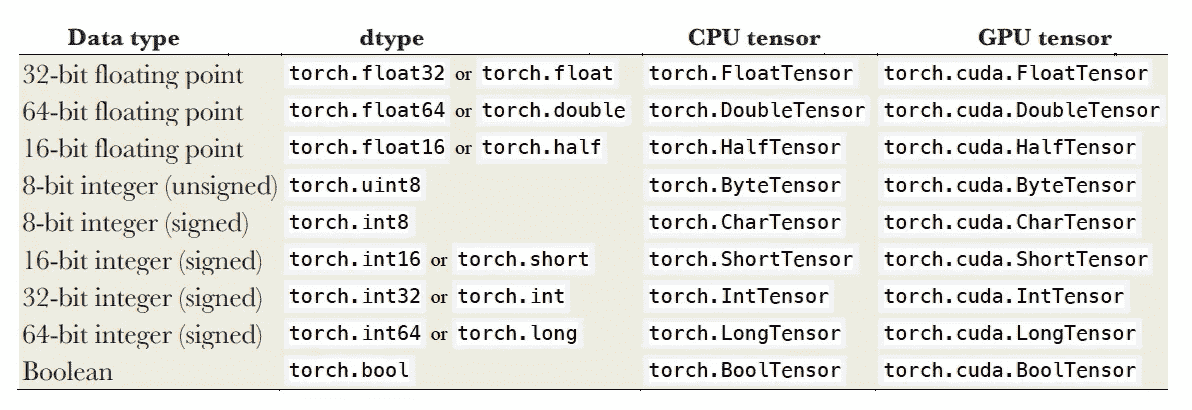 Data type dtype CPU tensor GPU tensor
32-bit floating point torch.float32 or torch.float torch.FloatTensor torch.cuda.FloatTensor
64-bit floating point torch.float64 or torch.double torch.DoubleTensor torch.cuda.DoubleTensor
16-bit floating point torch.float16 or torch.half torch.HalfTensor torch.cuda.HalfTensor
8-bit integer (unsigned) torch.uint8 torch.ByteTensor torch.cuda.ByteTensor
8-bit integer (signed) torch.int8 torch.CharTensor torch.cuda.CharTensor
16-bit integer (signed) torch.int16 or torch.short torch.ShortTensor torch.cuda.ShortTensor
32-bit integer (signed) torch.int32 or torch.int torch.IntTensor torch.cuda.IntTensor
64-bit integer (signed) torch.int64 or torch.long torch.LongTensor torch.cuda.LongTensor
Boolean torch.bool torch.BoolTensor torch.cuda.BoolTensor